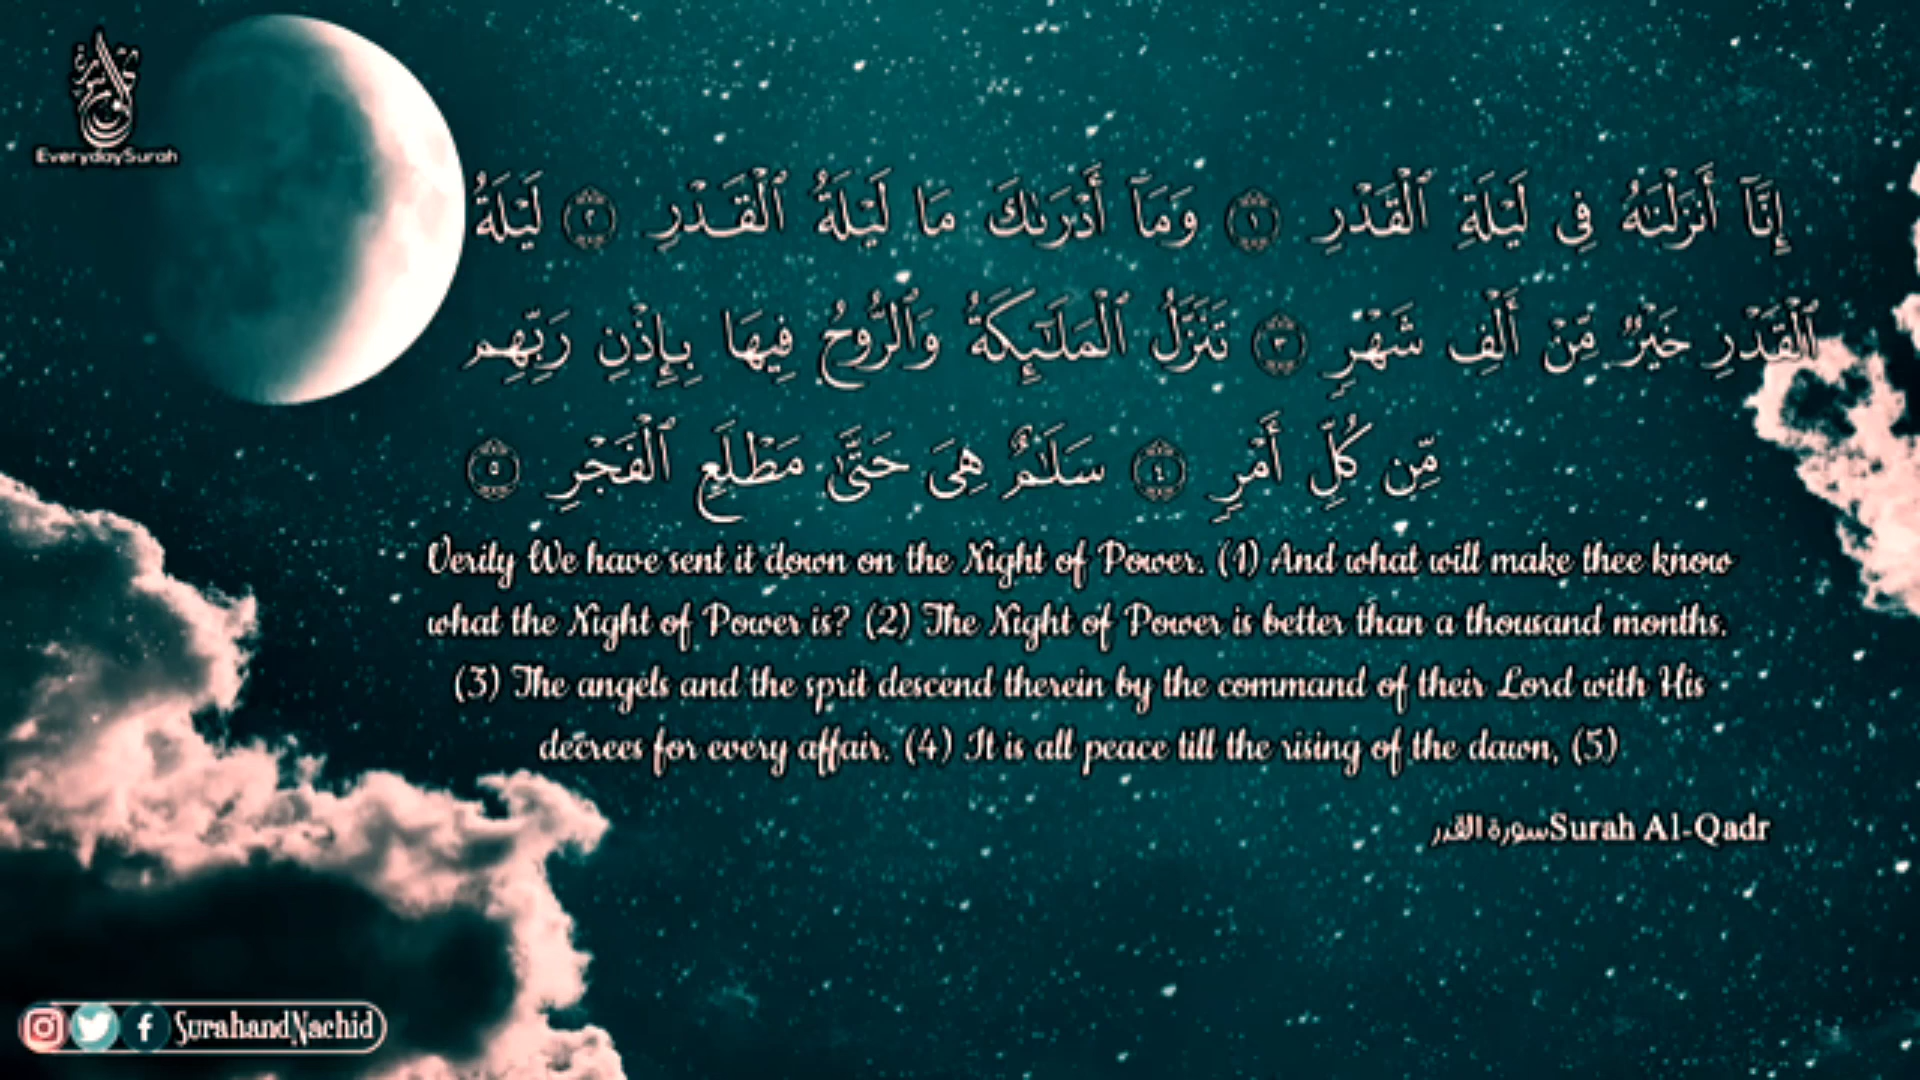 EverydaySurah
إِنَّآ أَنزَلْنَٰهُ فِى لَيْلَةِ ٱلْقَدْرِ ١ وَمَآ أَدْرَىٰكَ مَا لَيْلَةُ ٱلْقَدْرِ ٢ لَيْلَةُ
ٱلْقَدْرِ خَيْرٌ مِّنْ أَلْفِ شَهْرٍ ٣ تَنَزَّلُ ٱلْمَلَٰٓئِكَةُ وَٱلرُّوحُ فِيهَا بِإِذْنِ رَبِّهِم
مِّن كُلِّ أَمْرٍ ٤ سَلَٰمٌ هِىَ حَتَّىٰ مَطْلَعِ ٱلْفَجْرِ ٥
Verily We have sent it down on the Night of Power. (1) And what will make thee know
what the Night of Power is? (2) The Night of Power is better than a thousand months.
(3) The angels and the sprit descend therein by the command of their Lord with His
decrees for every affair. (4) It is all peace till the rising of the dawn, (5)
سورة القدرSurah Al-Qadr
SurahandNachid